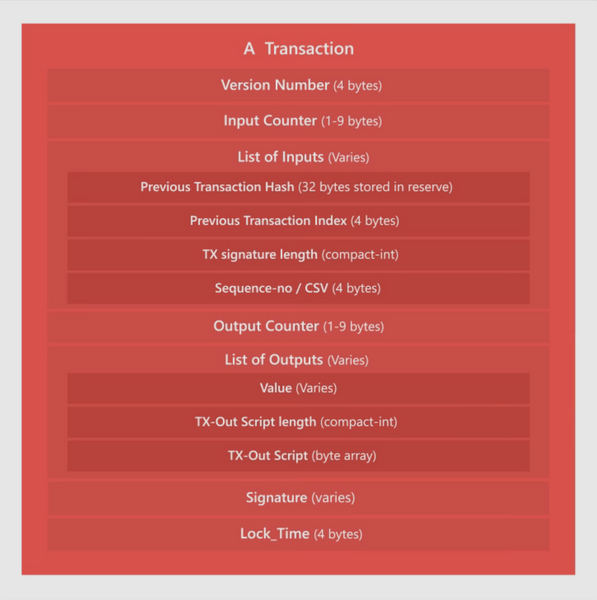 A Transaction
Version Number (4 bytes)
Input Counter (1-9 bytes)
List of Inputs (Varies)
Previous Transaction Hash (32 bytes stored in reserve)
Previous Transaction Index (4 bytes)
TX signature length (compact-int)
Sequence-no / CSV (4 bytes)
Output Counter (1-9 bytes)
List of Outputs (Varies)
Value (Varies)
TX-Out Script length (compact-int)
TX-Out Script (byte array)
Signature (varies)
Lock_Time (4 bytes)